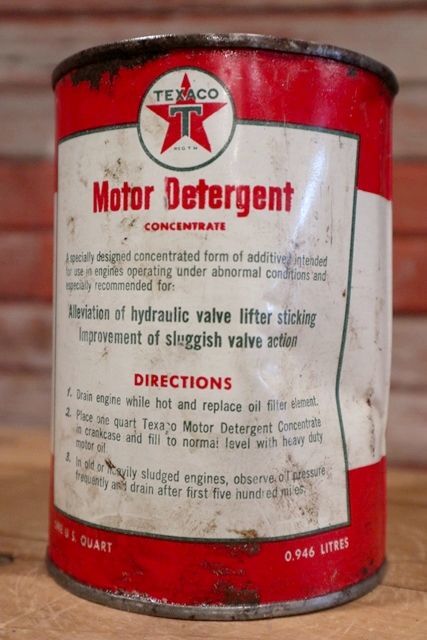 TEXACO
T
REG T M
Motor Detergent
CONCENTRATE
A specially designed concentrated form of additive intended
for use in engines operating under abnormal conditions and
especially recommended for:
Alleviation of hydraulic valve lifter sticking
Improvement of sluggish valve action
DIRECTIONS
1. Drain engine while hot and replace oil filter element.
2. Place one quart Texaco Motor Detergent Concentrate
in crankcase and fill to normal level with heavy duty
motor oil.
3. In old or heavily sludged engines, observe oil pressure
frequently and drain after first five hundred miles.
ONE U S. QUART
0.946 LITRES